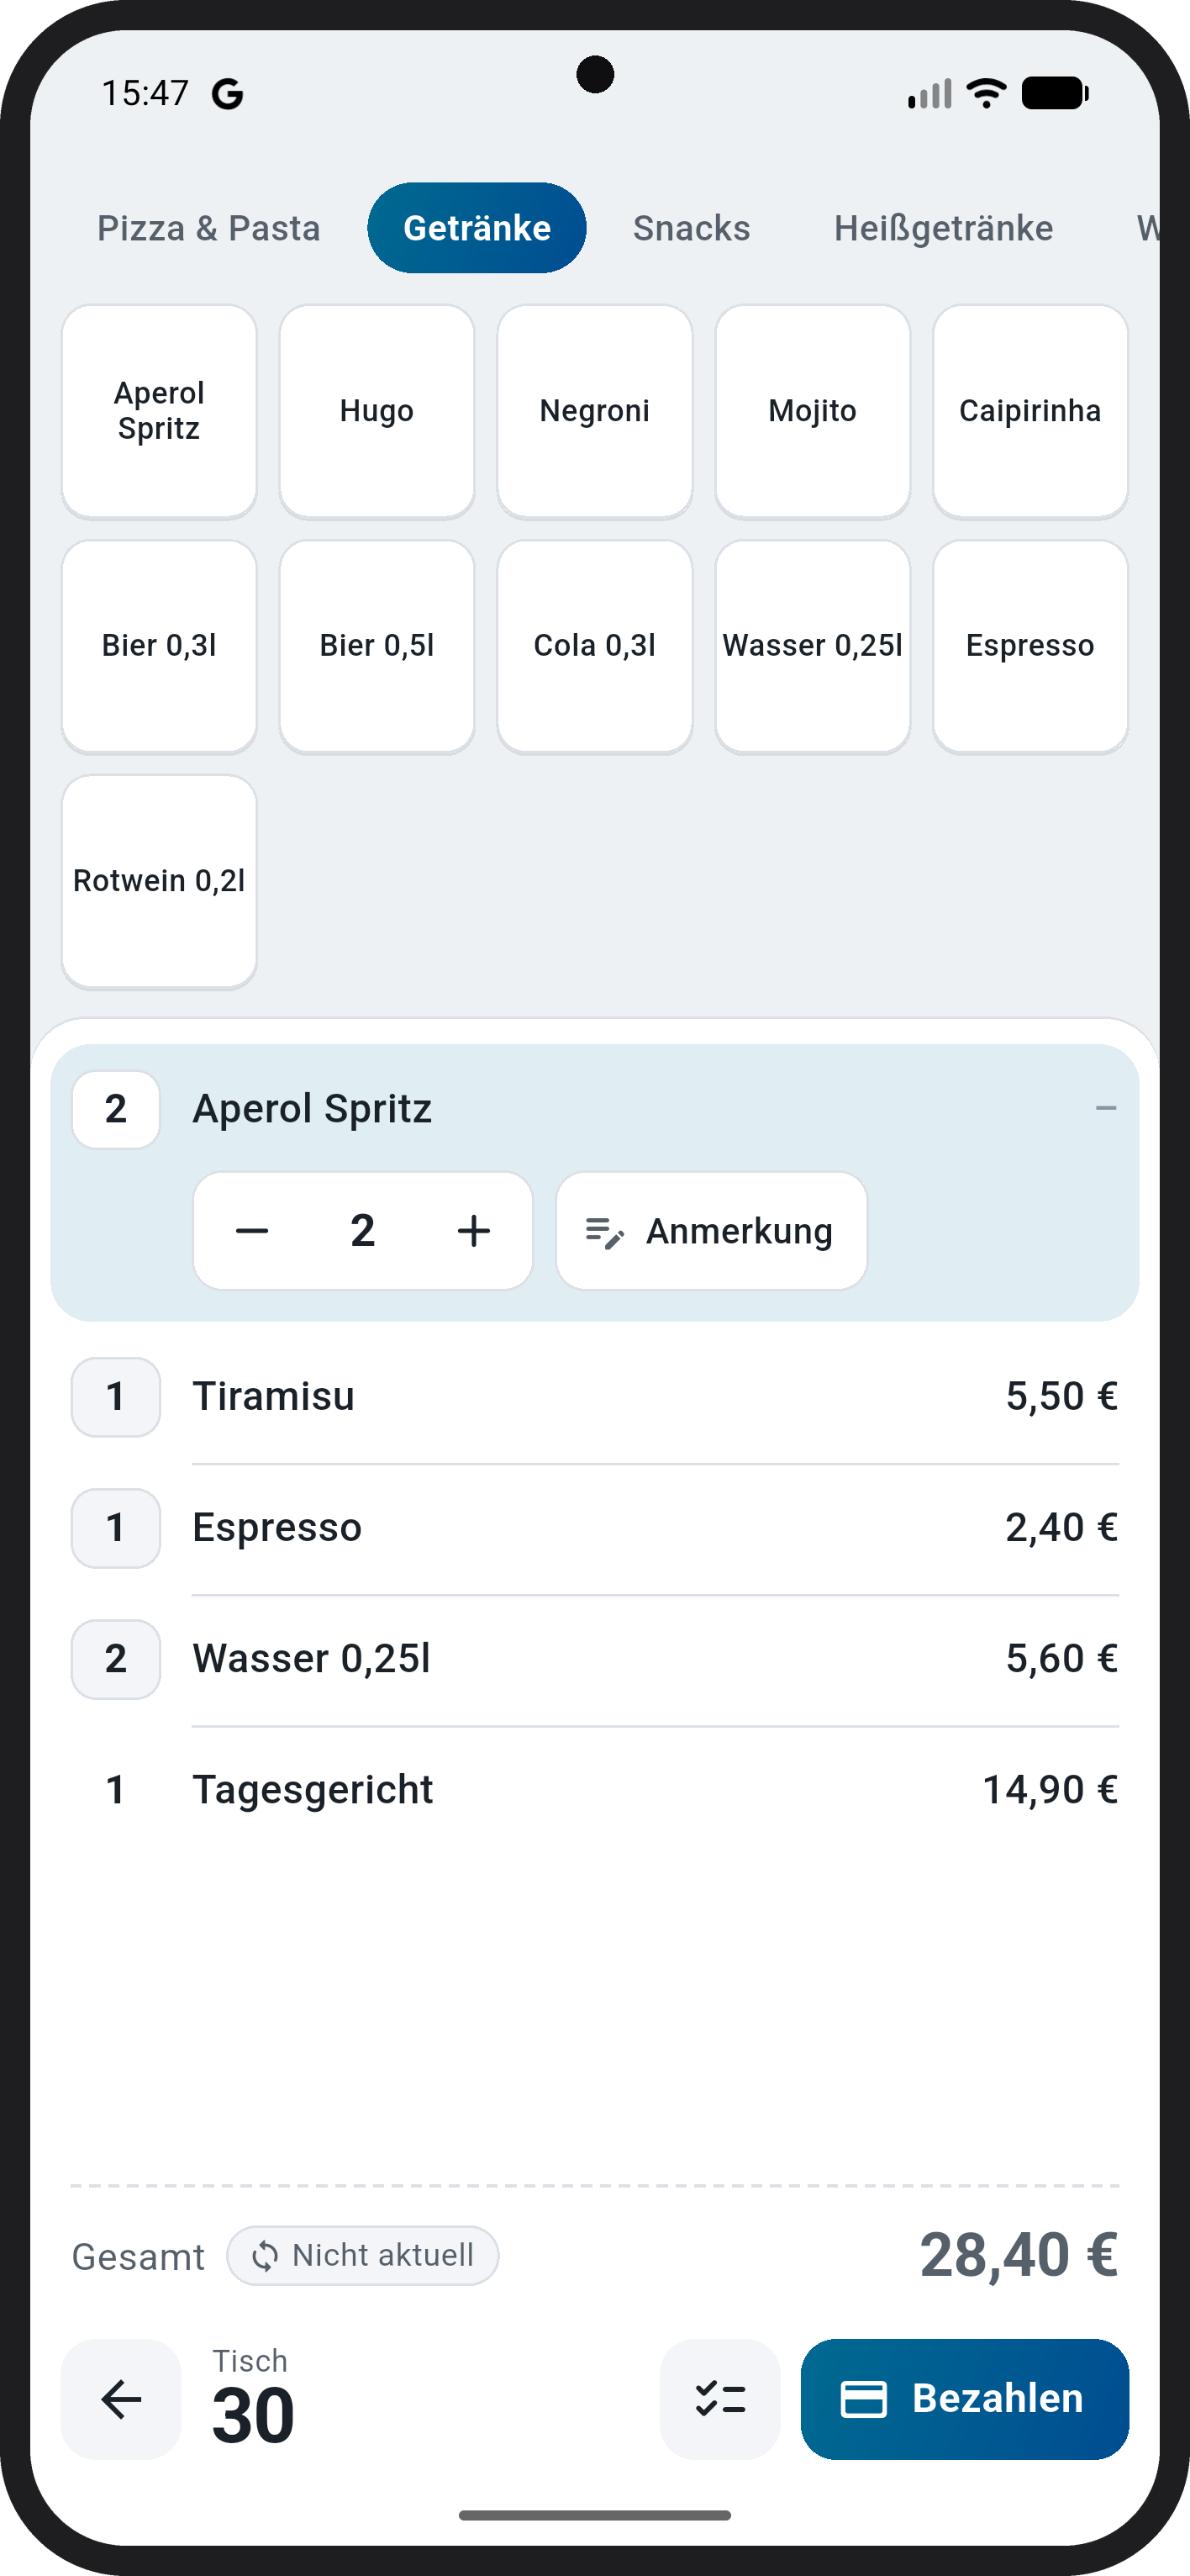 15:47
Pizza & Pasta Getränke Snacks Heißgetränke W
Aperol
Spritz
Hugo
Negroni
Mojito
Caipirinha
Bier 0,3l
Bier 0,5l
Cola 0,3l
Wasser 0,25l
Espresso
Rotwein 0,2l
2 Aperol Spritz –
− 2 + Anmerkung
1 Tiramisu 5,50 €
1 Espresso 2,40 €
2 Wasser 0,25l 5,60 €
1 Tagesgericht 14,90 €
Gesamt Nicht aktuell 28,40 €
Tisch
30
Bezahlen